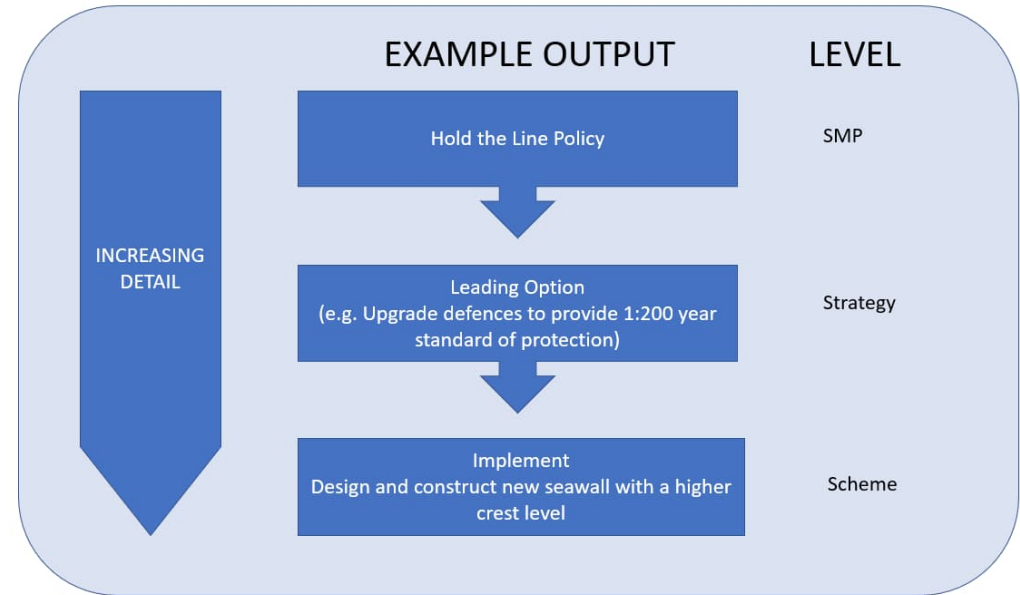 EXAMPLE OUTPUT
LEVEL
Hold the Line Policy
SMP
INCREASING
DETAIL
Leading Option
(e.g. Upgrade defences to provide 1:200 year
standard of protection)
Strategy
Implement
Design and construct new seawall with a higher
crest level
Scheme